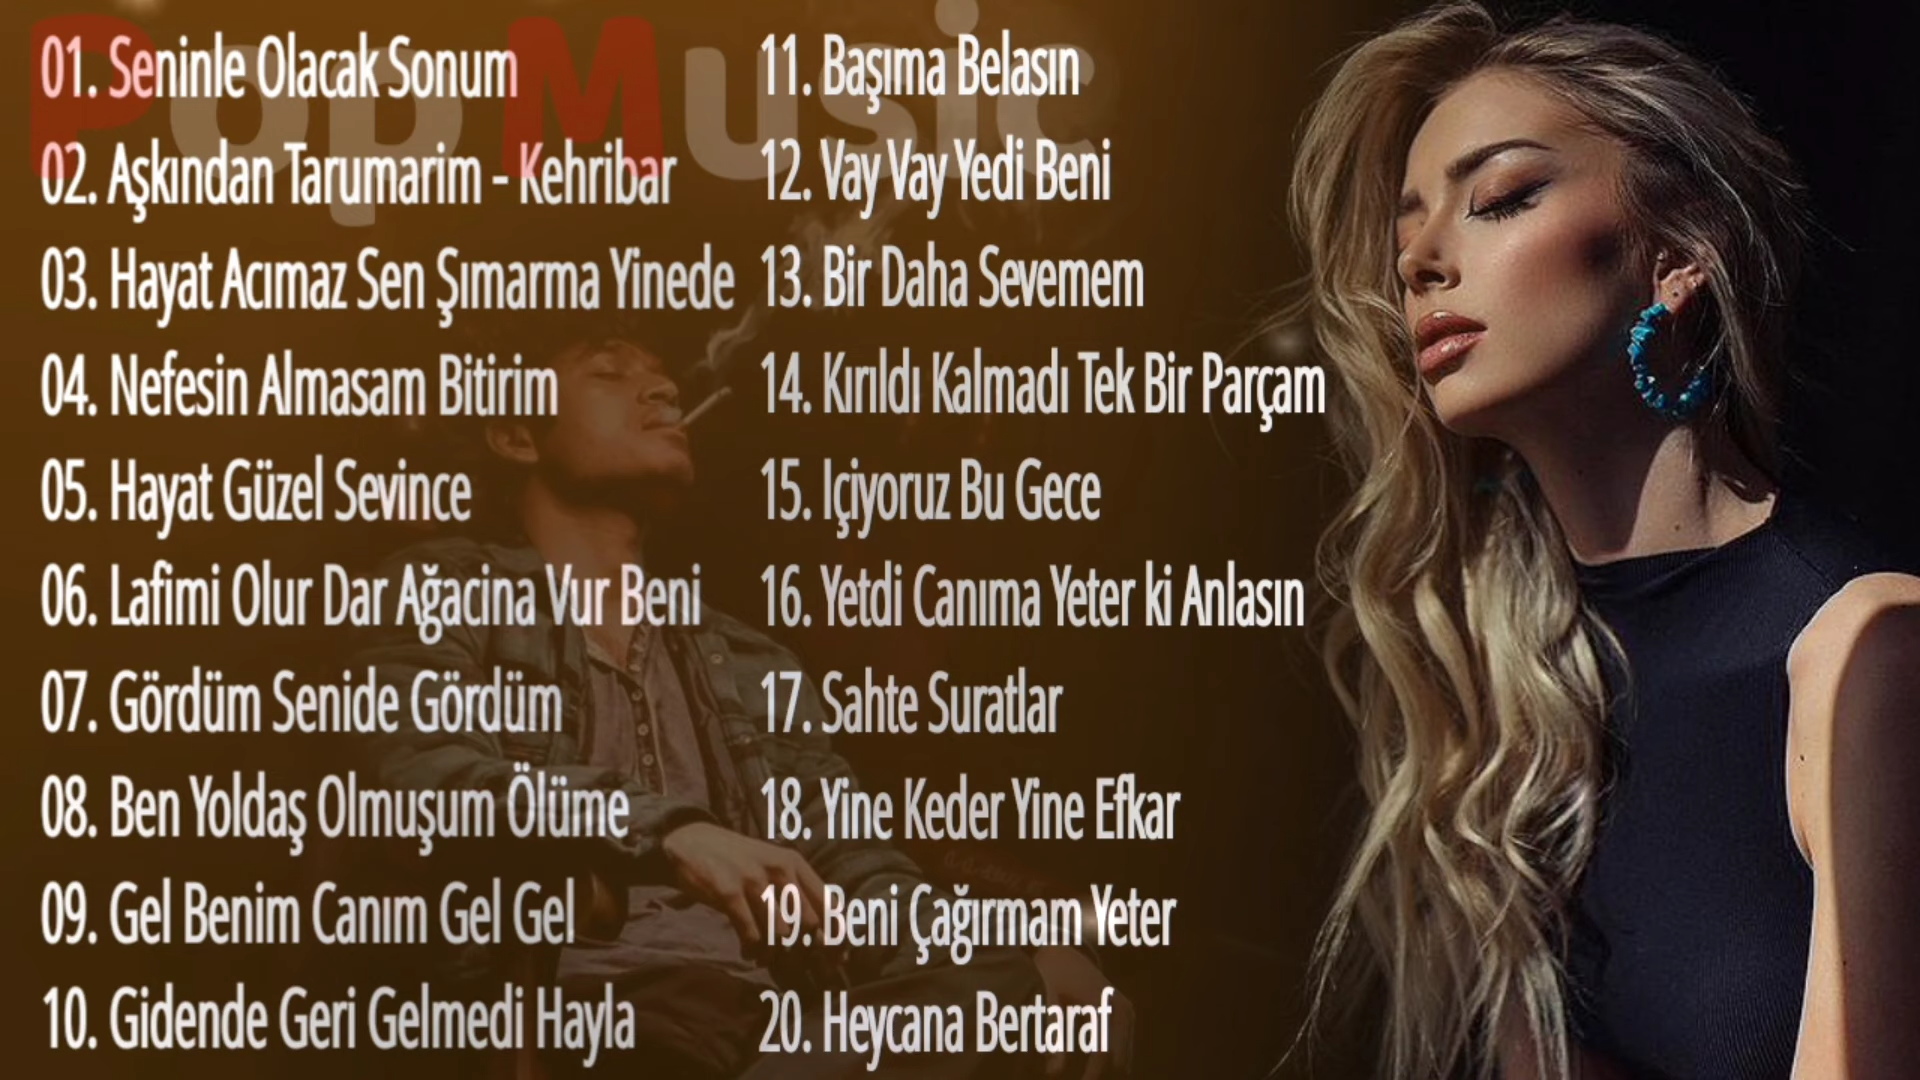 Pop Music
01. Seninle Olacak Sonum
02. Aşkından Tarumarim - Kehribar
03. Hayat Acımaz Sen Şımarma Yinede
04. Nefesin Almasam Bitirim
05. Hayat Güzel Sevince
06. Lafimi Olur Dar Ağacina Vur Beni
07. Gördüm Senide Gördüm
08. Ben Yoldaş Olmuşum Ölüme
09. Gel Benim Canım Gel Gel
10. Gidende Geri Gelmedi Hayla
11. Başıma Belasın
12. Vay Vay Yedi Beni
13. Bir Daha Sevemem
14. Kırıldı Kalmadı Tek Bir Parçam
15. Içiyoruz Bu Gece
16. Yetdi Canıma Yeter ki Anlasın
17. Sahte Suratlar
18. Yine Keder Yine Efkar
19. Beni Çağırmam Yeter
20. Heycana Bertaraf